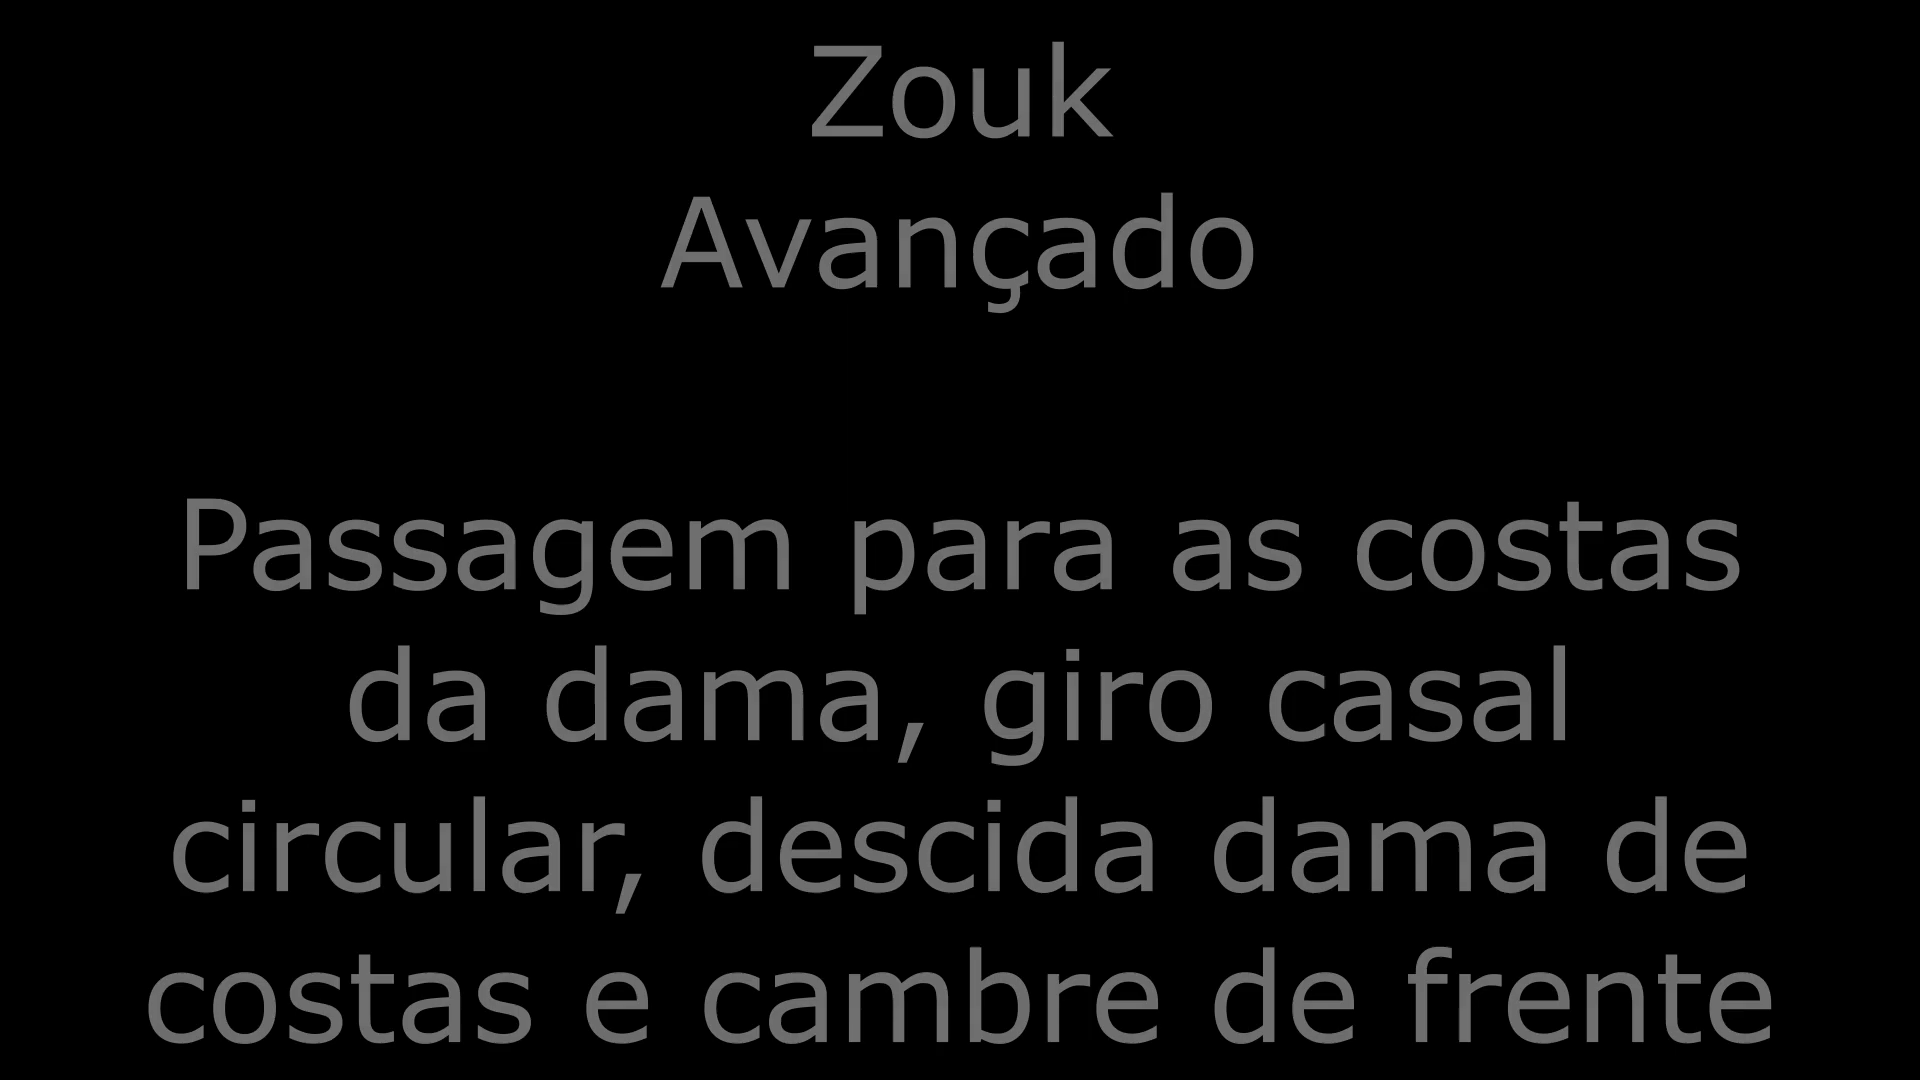 Zouk
Avançado
Passagem para as costas
da dama, giro casal
circular, descida dama de
costas e cambre de frente